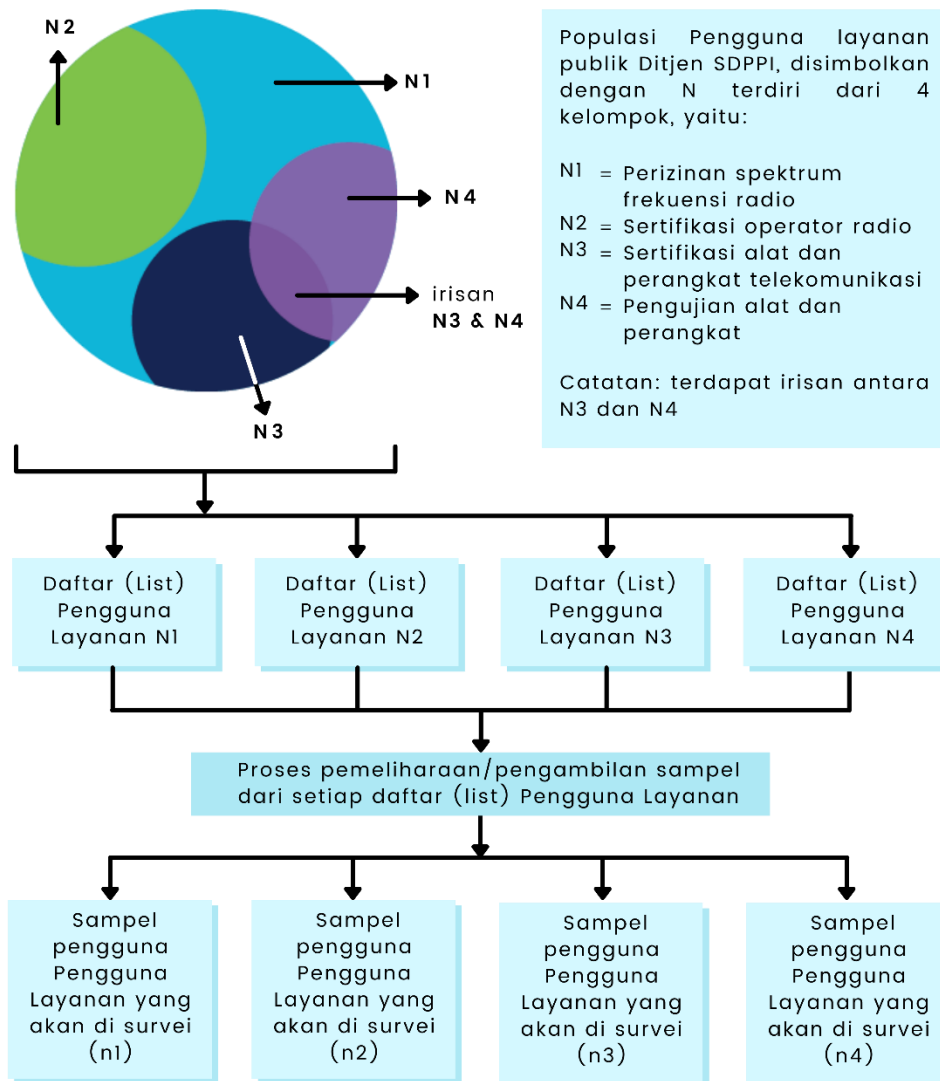 N2
N1
N4
irisan
N3 & N4
N3
Populasi Pengguna layanan
publik Ditjen SDPPI, disimbolkan
dengan N terdiri dari 4
kelompok, yaitu:
N1 = Perizinan spektrum
frekuensi radio
N2 = Sertifikasi operator radio
N3 = Sertifikasi alat dan
perangkat telekomunikasi
N4 = Pengujian alat dan
perangkat
Catatan: terdapat irisan antara
N3 dan N4
Daftar (List)
Pengguna
Layanan N1
Daftar (List)
Pengguna
Layanan N2
Daftar (List)
Pengguna
Layanan N3
Daftar (List)
Pengguna
Layanan N4
Proses pemeliharaan/pengambilan sampel
dari setiap daftar (list) Pengguna Layanan
Sampel
pengguna
Pengguna
Layanan yang
akan di survei
(n1)
Sampel
pengguna
Pengguna
Layanan yang
akan di survei
(n2)
Sampel
pengguna
Pengguna
Layanan yang
akan di survei
(n3)
Sampel
pengguna
Pengguna
Layanan yang
akan di survei
(n4)